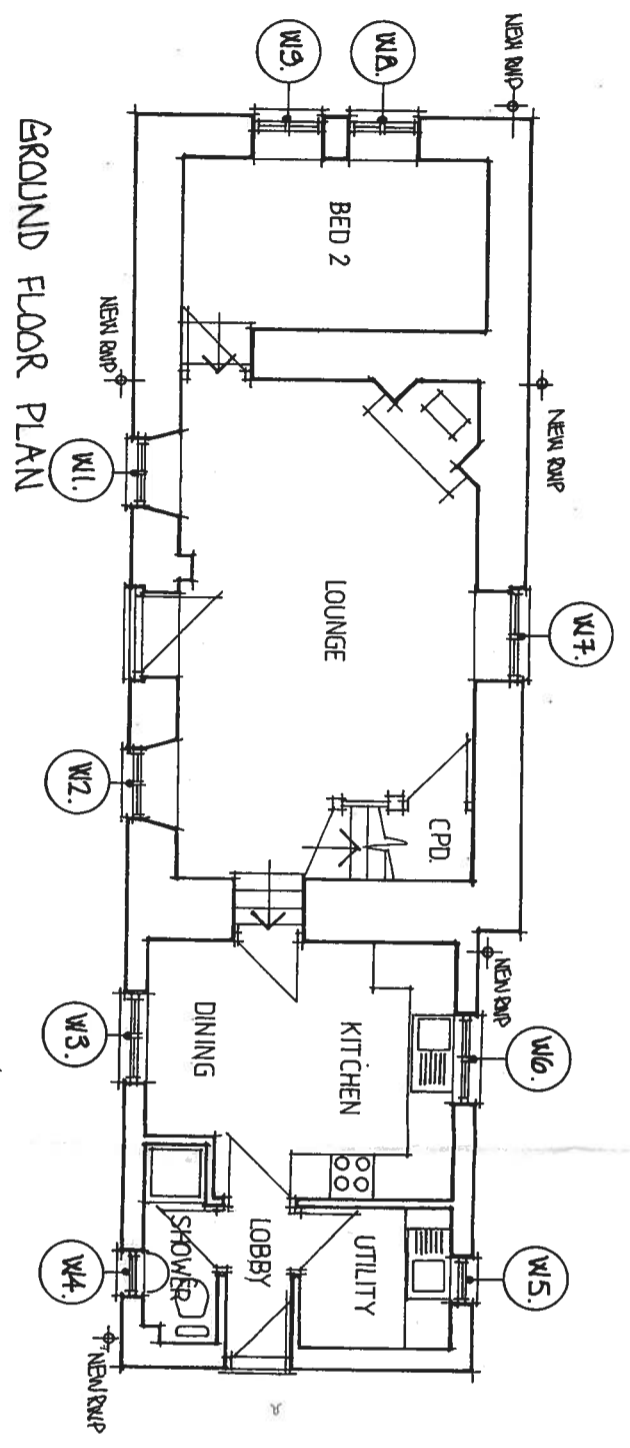 W7.
NEW RWP
W6.
W5.
NEW RWP
NEW RWP
CPD.
W8.
W9.
BED 2
LOUNGE
KITCHEN
UTILITY
DINING
LOBBY
SHOWER
NEW RWP
W1.
W2.
W3.
W4.
NEW RWP
GROUND FLOOR PLAN